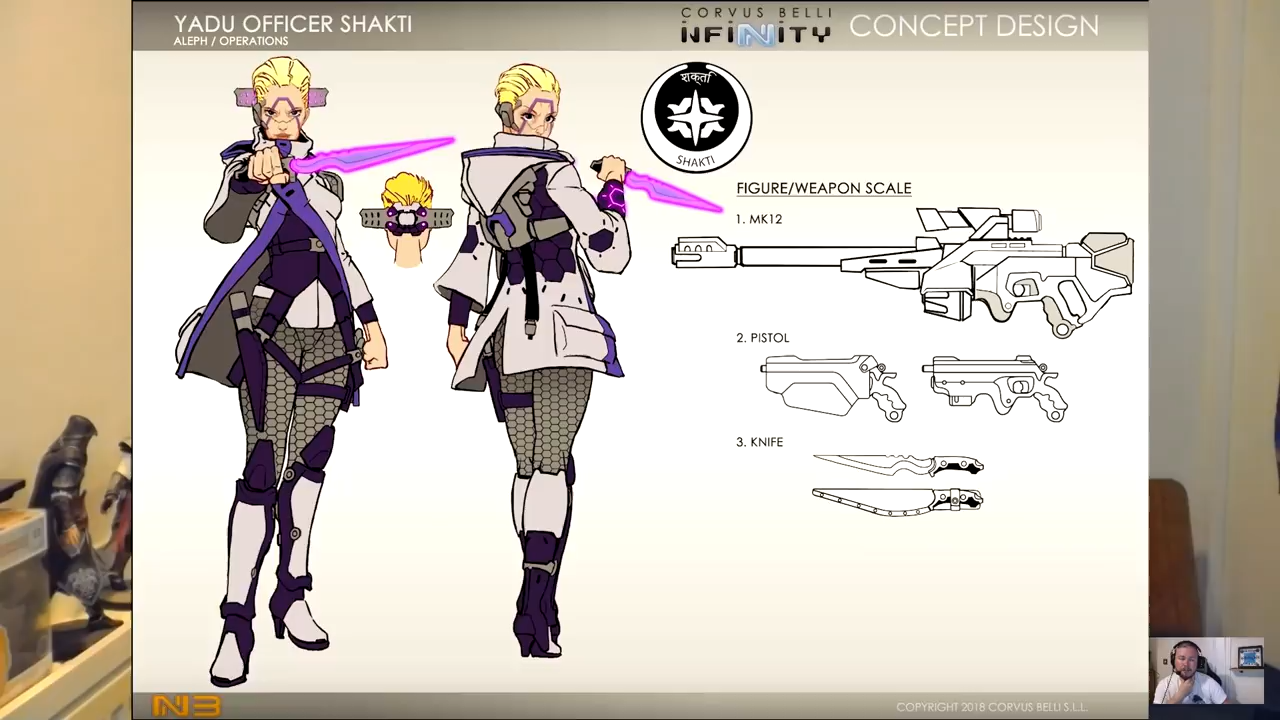 YADU OFFICER SHAKTI
ALEPH / OPERATIONS
CORVUS BELLI
INFINITY
CONCEPT DESIGN
शक्ता
SHAKTI
FIGURE/WEAPON SCALE
1. MK12
2. PISTOL
3. KNIFE
N3
COPYRIGHT 2018 CORVUS BELLI S.L.L.